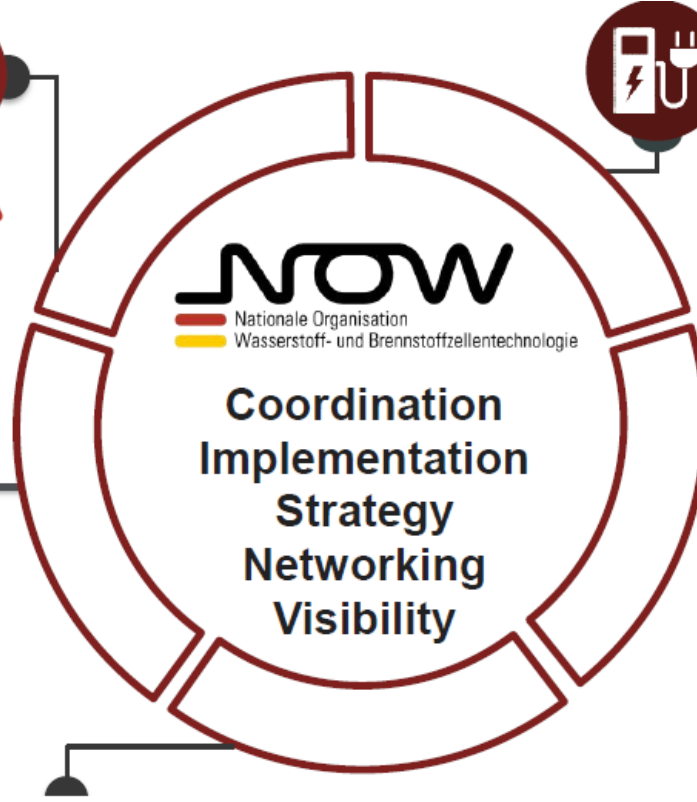 NOW
Nationale Organisation
Wasserstoff- und Brennstoffzellentechnologie
Coordination
Implementation
Strategy
Networking
Visibility